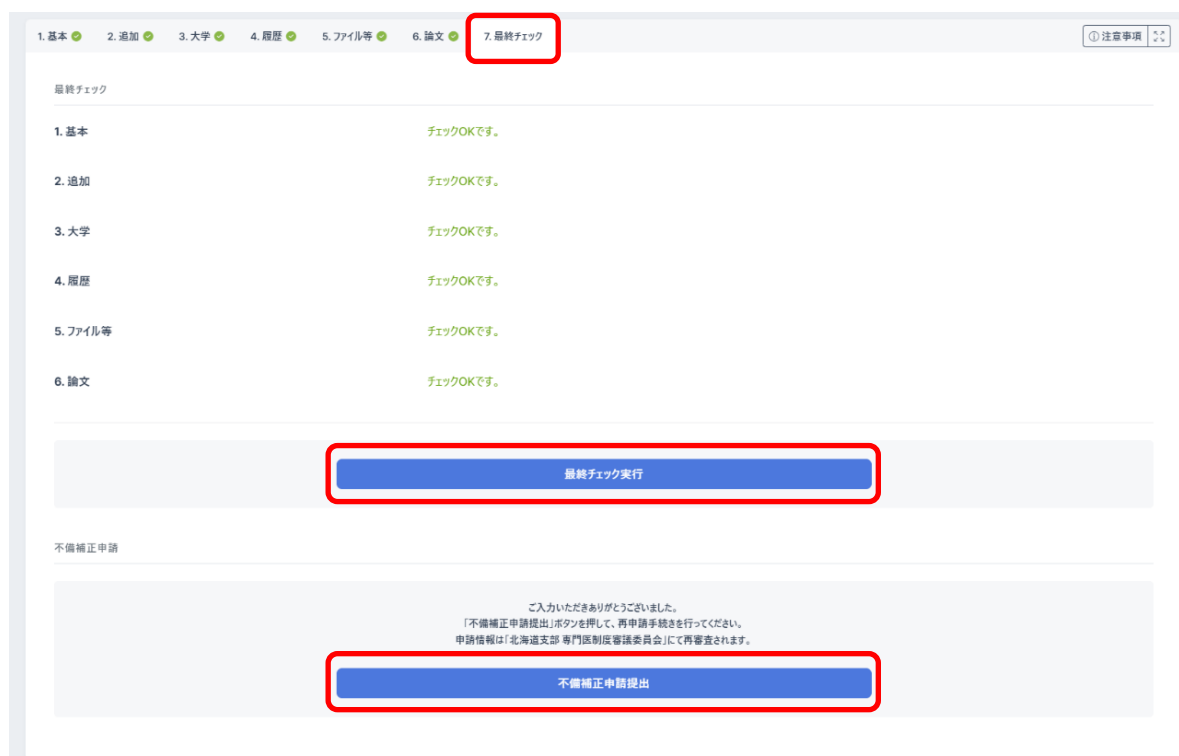 1. 基本 2. 追加 3. 大学 4. 履歴 5. ファイル等 6. 論文 7. 最終チェック 注意事項
最終チェック
1. 基本 チェックOKです。
2. 追加 チェックOKです。
3. 大学 チェックOKです。
4. 履歴 チェックOKです。
5. ファイル等 チェックOKです。
6. 論文 チェックOKです。
最終チェック実行
不備補正申請
ご入力いただきありがとうございました。
「不備補正申請提出」ボタンを押して、再申請手続きを行ってください。
申請情報は「北海道支部 専門医制度審議委員会」にて再審査されます。
不備補正申請提出